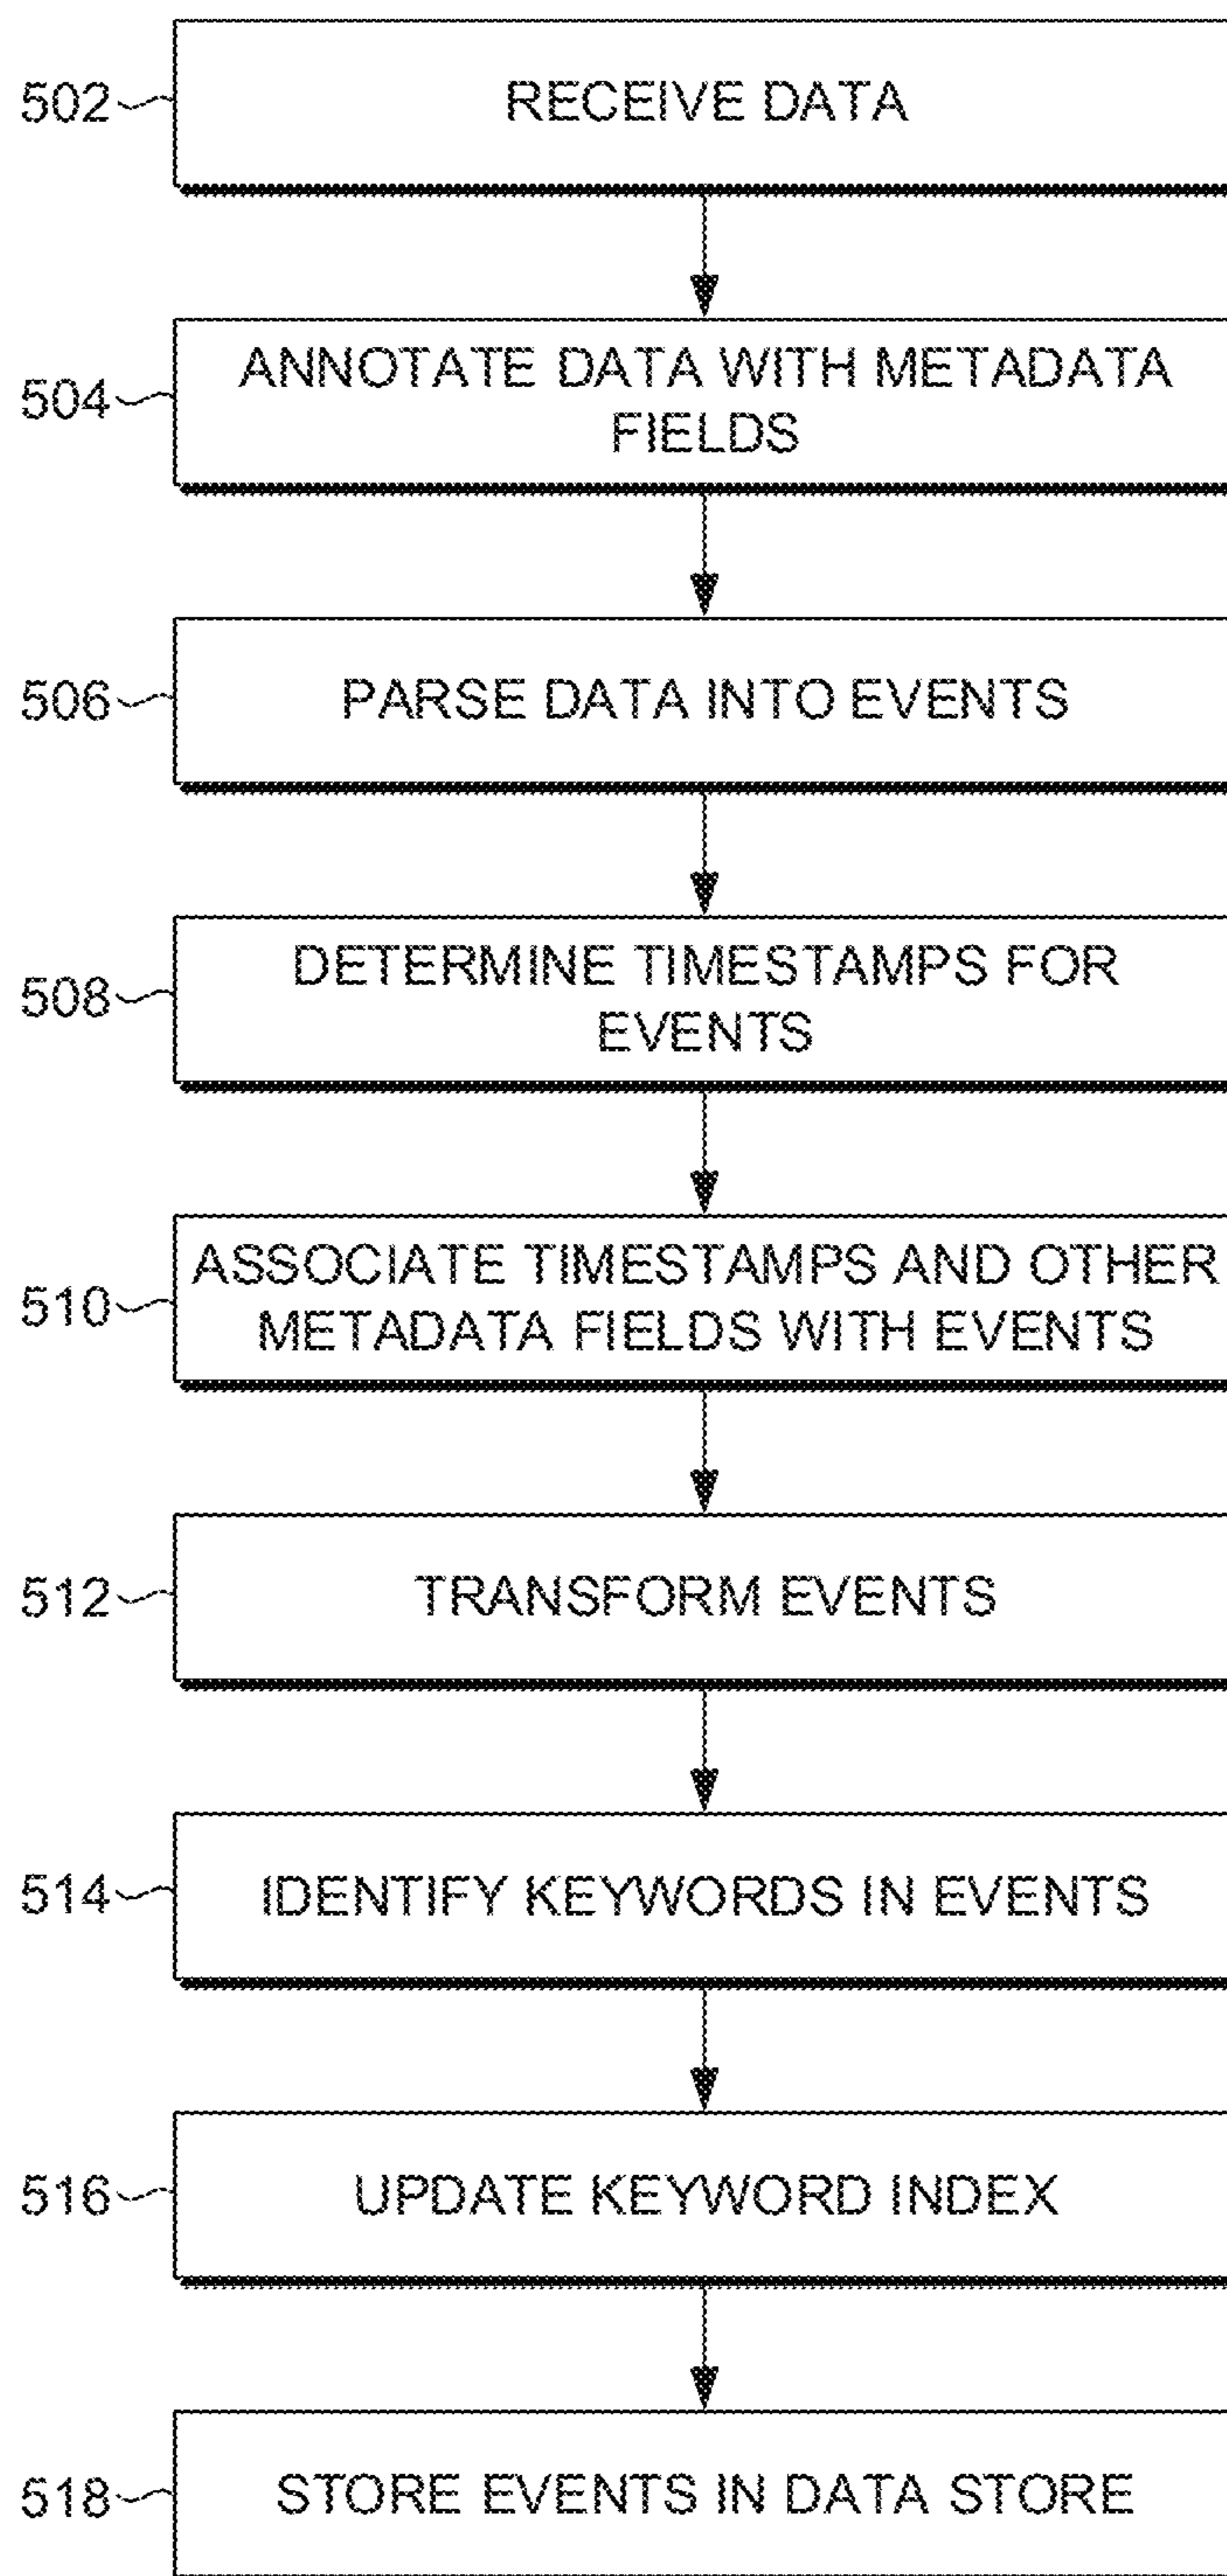 502
RECEIVE DATA
504
ANNOTATE DATA WITH METADATA
FIELDS
506
PARSE DATA INTO EVENTS
508
DETERMINE TIMESTAMPS FOR
EVENTS
510
ASSOCIATE TIMESTAMPS AND OTHER
METADATA FIELDS WITH EVENTS
512
TRANSFORM EVENTS
514
IDENTIFY KEYWORDS IN EVENTS
516
UPDATE KEYWORD INDEX
518
STORE EVENTS IN DATA STORE